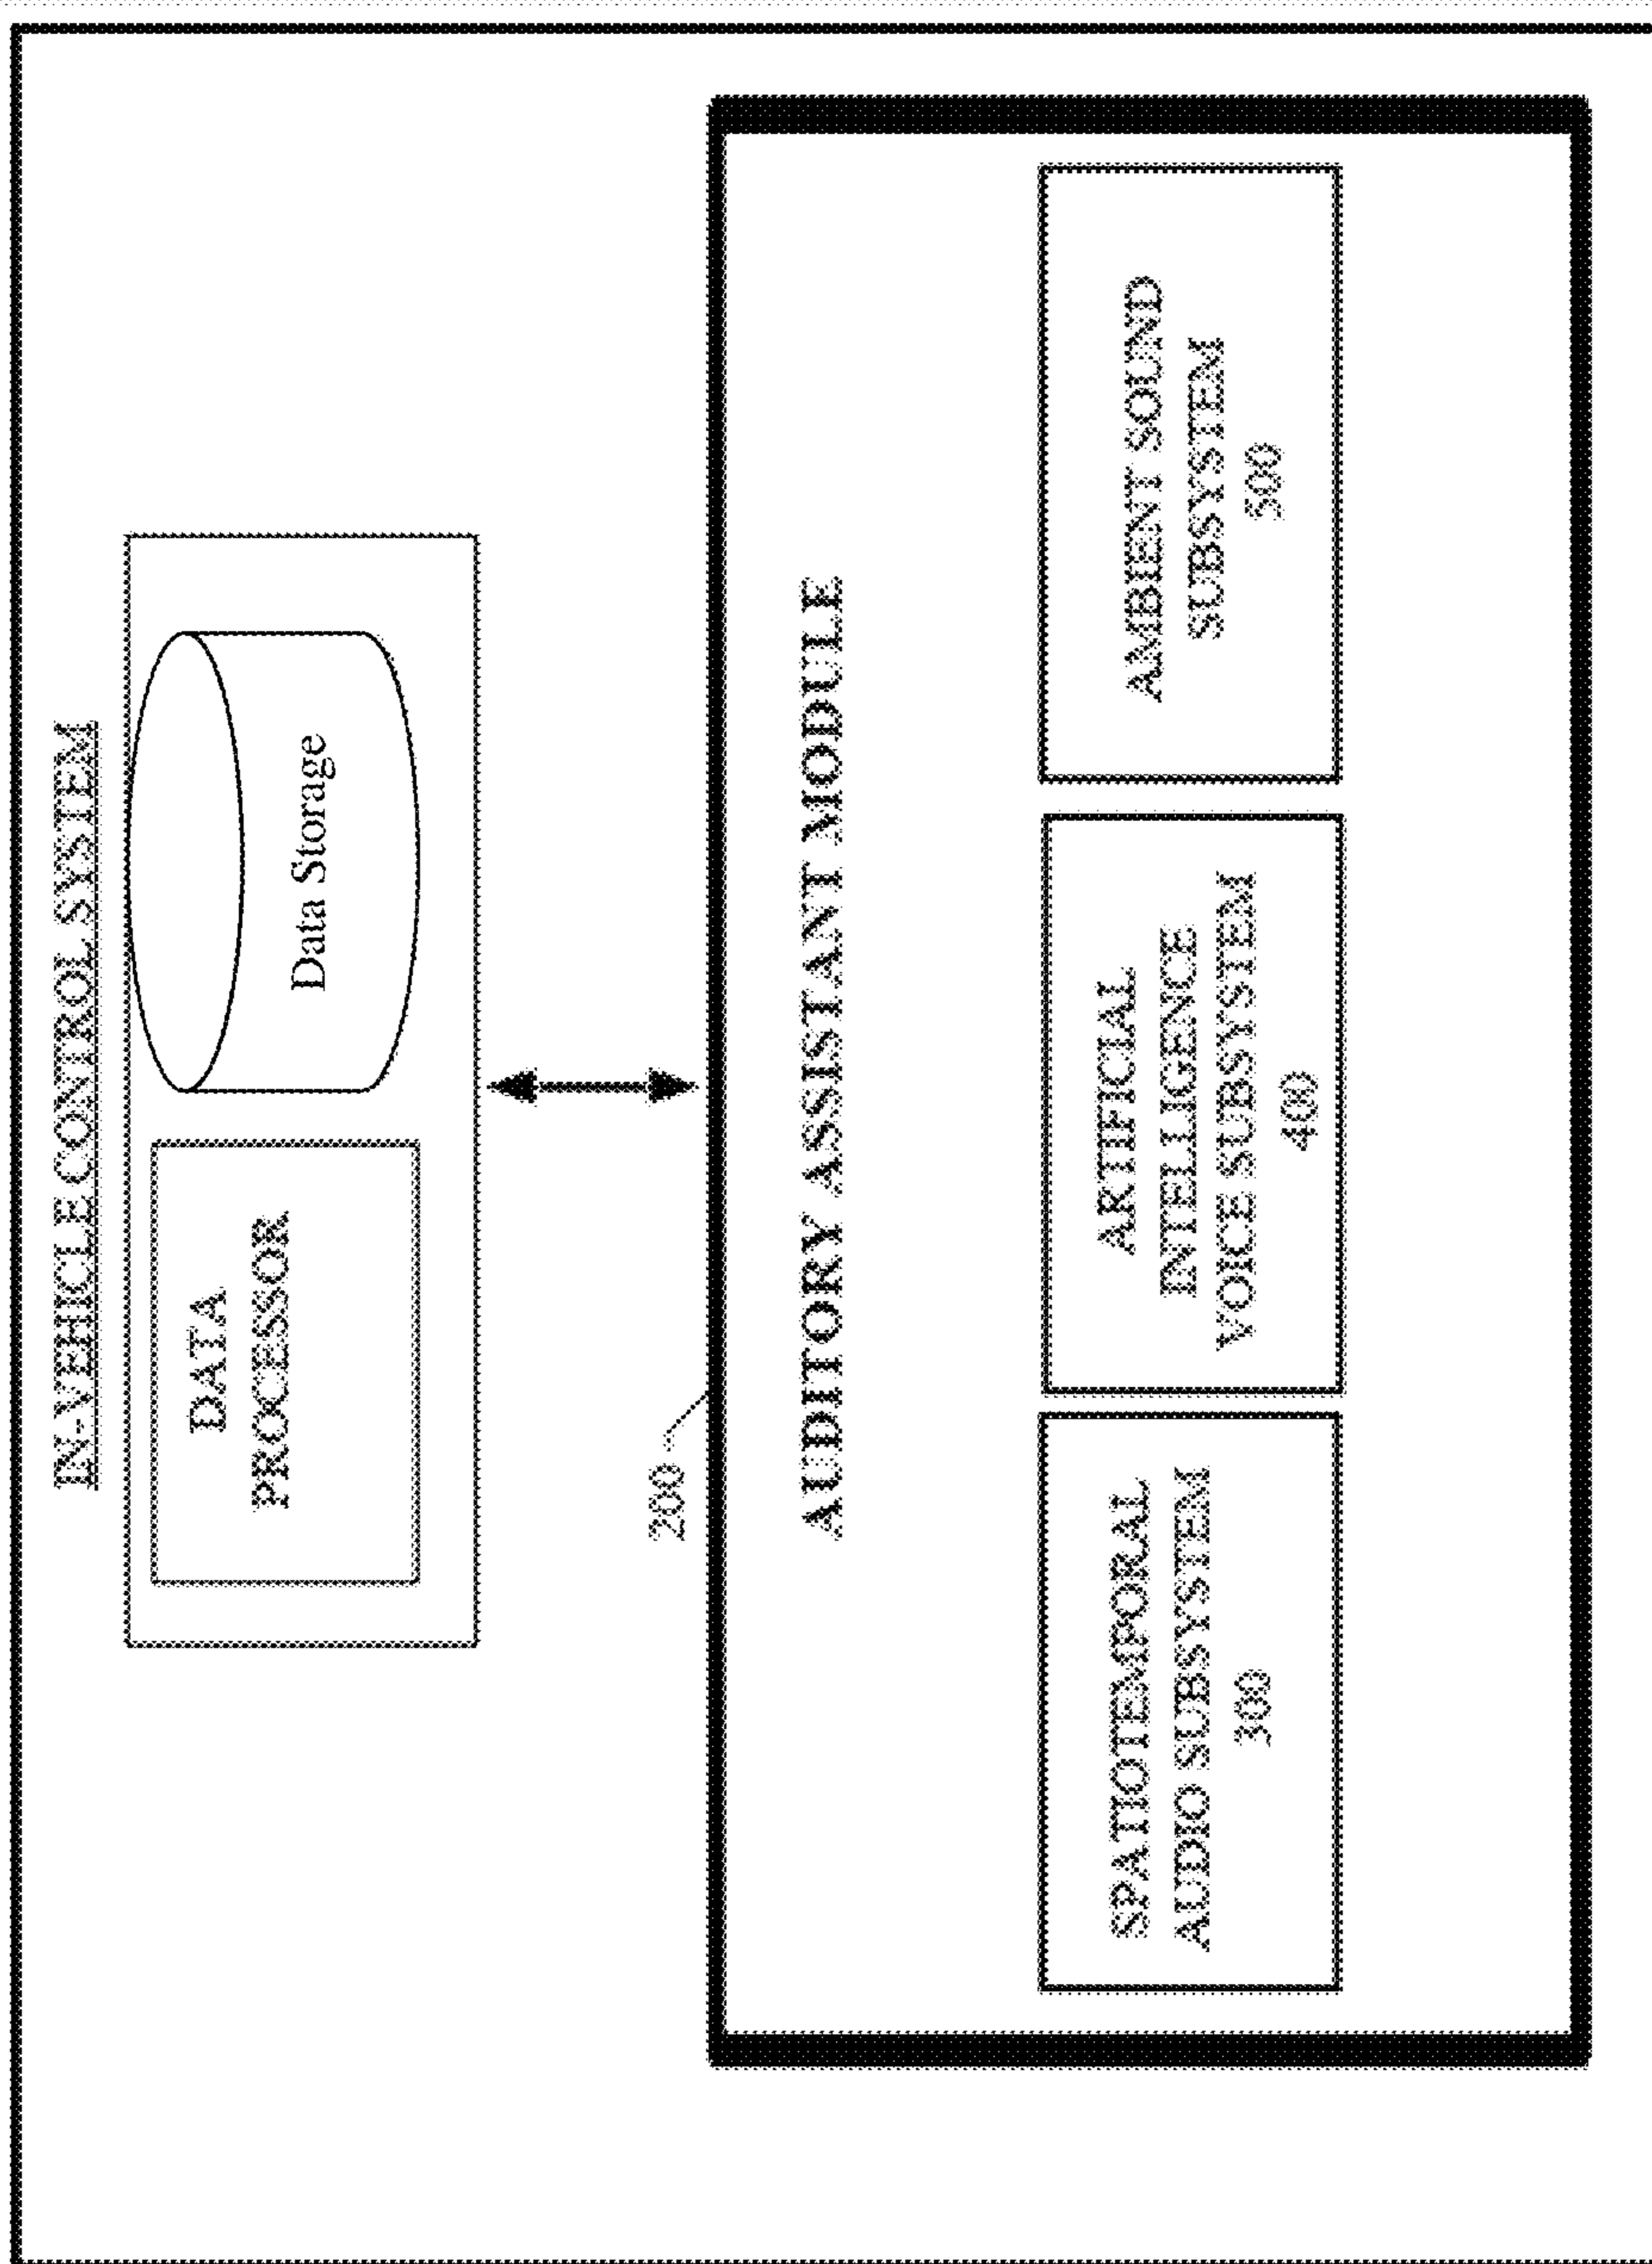 IN-VEHICLE CONTROL SYSTEM
DATA
PROCESSOR
Data Storage
200
AUDITORY ASSISTANT MODULE
SPATIOTEMPORAL
AUDIO SUBSYSTEM
300
ARTIFICIAL
INTELLIGENCE
VOICE SUBSYSTEM
400
AMBIENT SOUND
SUBSYSTEM
500